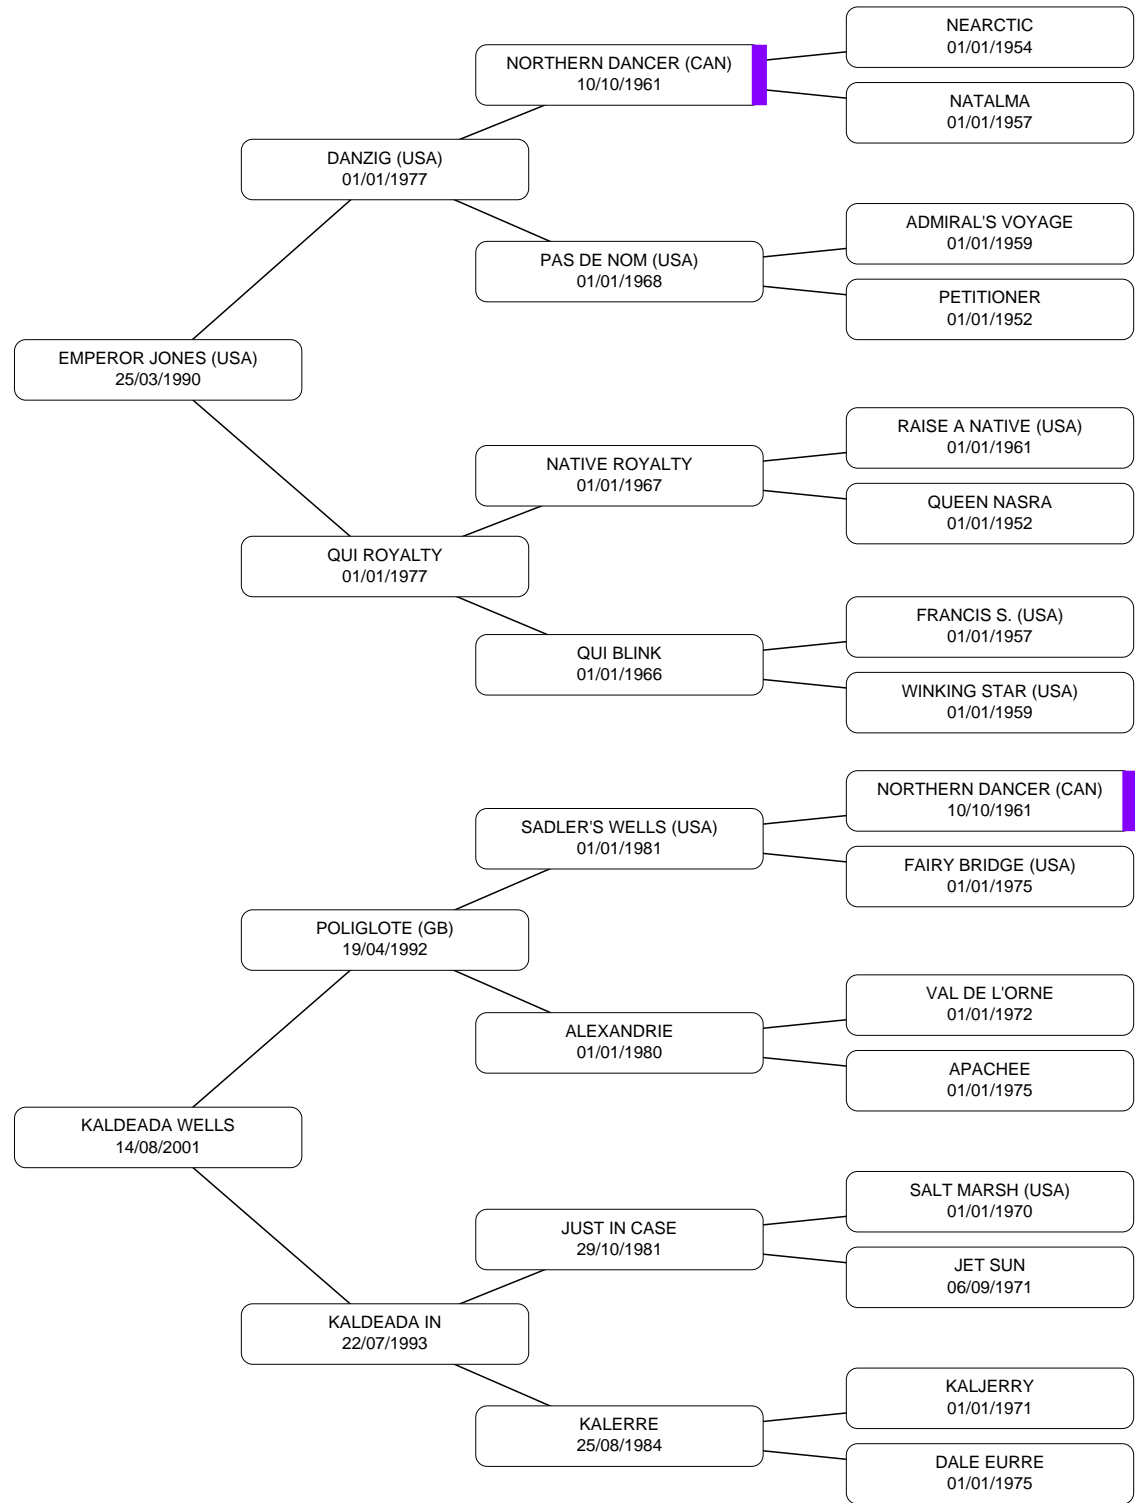 NEARCTIC
01/01/1954
NORTHERN DANCER (CAN)
10/10/1961
NATALMA
01/01/1957
DANZIG (USA)
01/01/1977
ADMIRAL'S VOYAGE
01/01/1959
PAS DE NOM (USA)
01/01/1968
PETITIONER
01/01/1952
EMPEROR JONES (USA)
25/03/1990
RAISE A NATIVE (USA)
01/01/1961
NATIVE ROYALTY
01/01/1967
QUEEN NASRA
01/01/1952
QUI ROYALTY
01/01/1977
FRANCIS S. (USA)
01/01/1957
QUI BLINK
01/01/1966
WINKING STAR (USA)
01/01/1959
NORTHERN DANCER (CAN)
10/10/1961
SADLER'S WELLS (USA)
01/01/1981
FAIRY BRIDGE (USA)
01/01/1975
POLIGLOTE (GB)
19/04/1992
VAL DE L'ORNE
01/01/1972
ALEXANDRIE
01/01/1980
APACHEE
01/01/1975
KALDEADA WELLS
14/08/2001
SALT MARSH (USA)
01/01/1970
JUST IN CASE
29/10/1981
JET SUN
06/09/1971
KALDEADA IN
22/07/1993
KALJERRY
01/01/1971
KALERRE
25/08/1984
DALE EURRE
01/01/1975